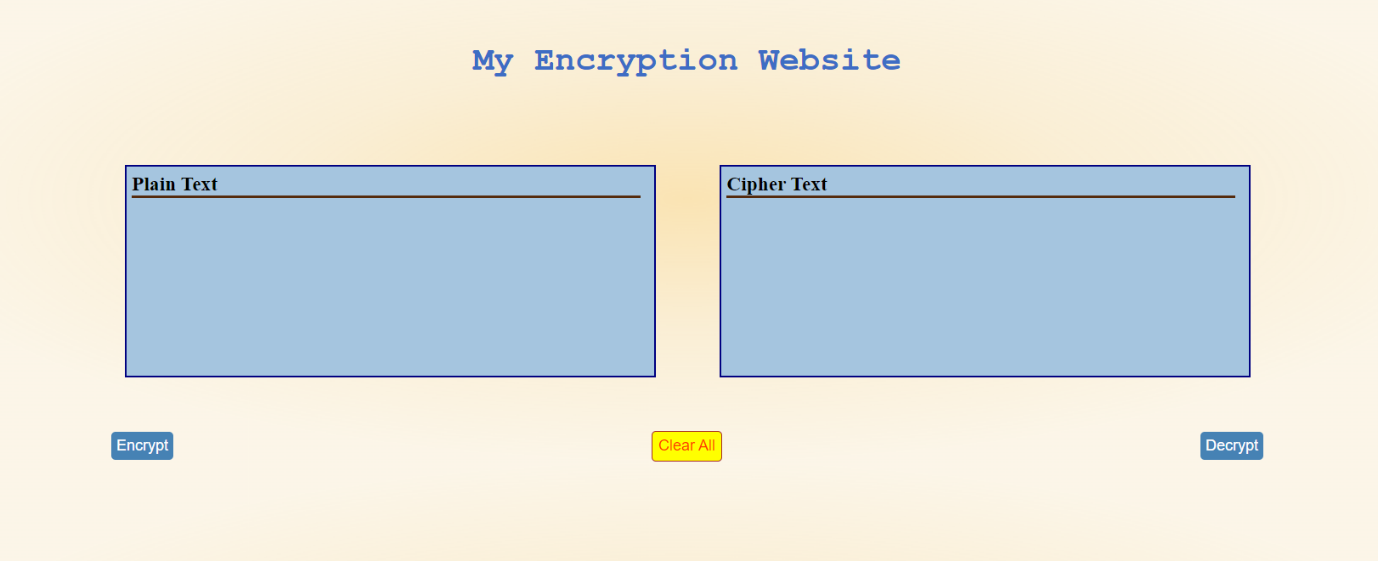 My Encryption Website
Plain Text
Cipher Text
Encrypt
Clear All
Decrypt